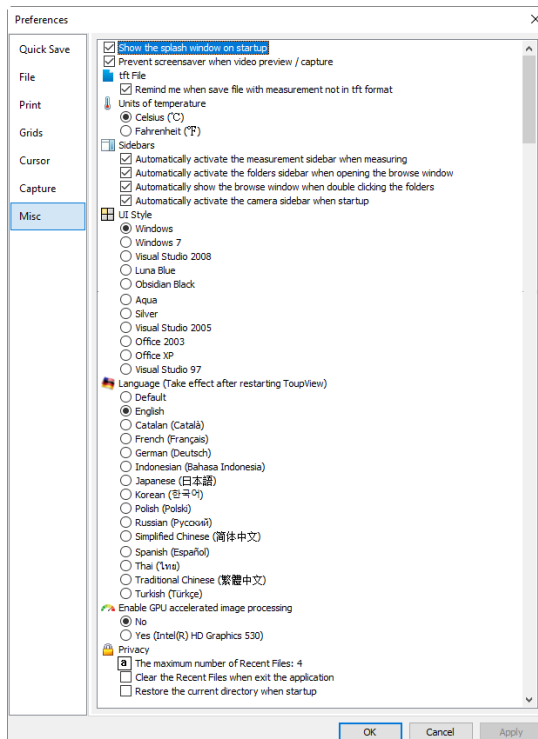 Preferences
Quick Save
File
Print
Grids
Cursor
Capture
Misc
Show the splash window on startup
Prevent screensaver when video preview / capture
tft File
Remind me when save file with measurement not in tft format
Units of temperature
Celsius (℃)
Fahrenheit (℉)
Sidebars
Automatically activate the measurement sidebar when measuring
Automatically activate the folders sidebar when opening the browse window
Automatically show the browse window when double clicking the folders
Automatically activate the camera sidebar when startup
UI Style
Windows
Windows 7
Visual Studio 2008
Luna Blue
Obsidian Black
Aqua
Silver
Visual Studio 2005
Office 2003
Office XP
Visual Studio 97
Language (Take effect after restarting ToupView)
Default
English
Catalan (Català)
French (Français)
German (Deutsch)
Indonesian (Bahasa Indonesia)
Japanese (日本語)
Korean (한국어)
Polish (Polski)
Russian (Русский)
Simplified Chinese (简体中文)
Spanish (Español)
Thai (ไทย)
Traditional Chinese (繁體中文)
Turkish (Türkçe)
Enable GPU accelerated image processing
No
Yes (Intel(R) HD Graphics 530)
Privacy
a The maximum number of Recent Files: 4
Clear the Recent Files when exit the application
Restore the current directory when startup
OK Cancel Apply